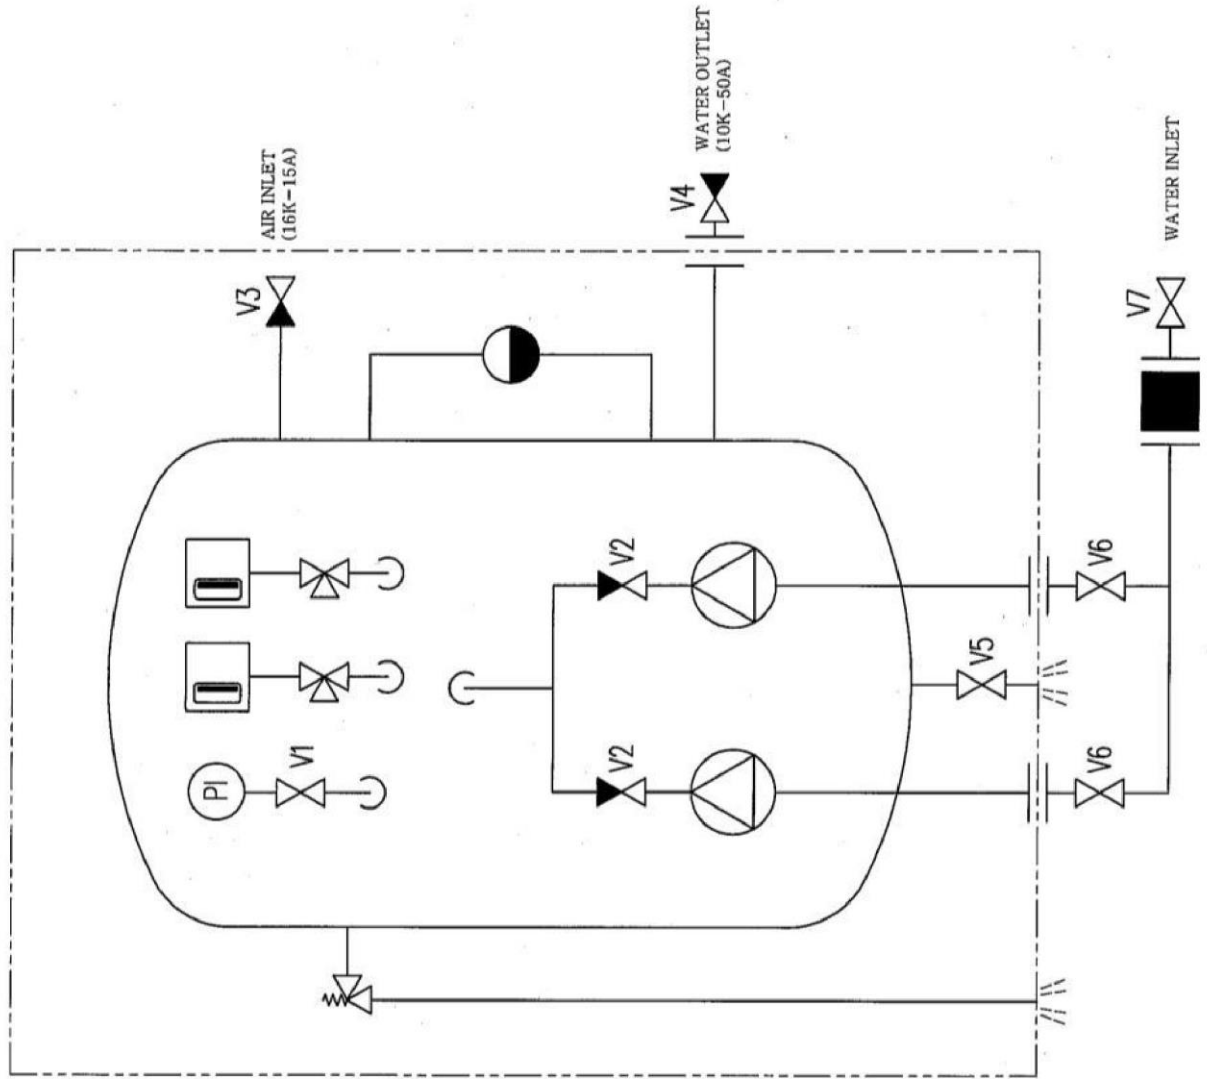 AIR INLET
(16K-15A)
WATER OUTLET
(10K-50A)
WATER INLET
V3
V4
V7
V2
V6
V5
V1
V2
V6
PI